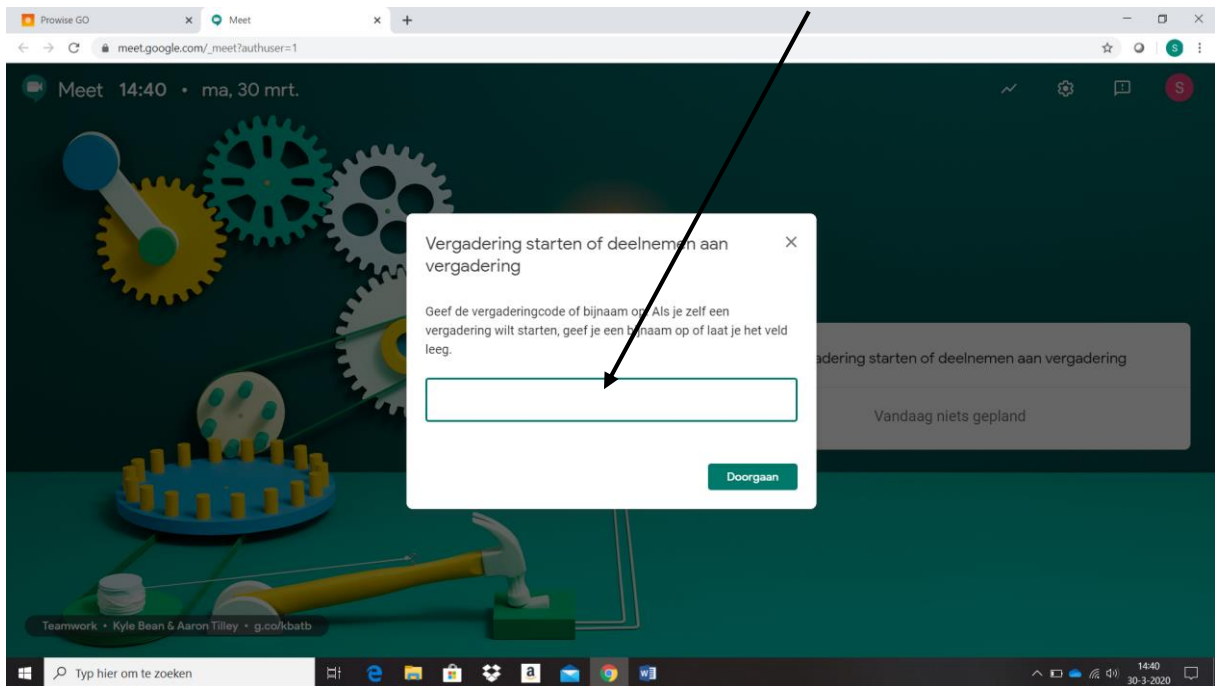 Prowise GO
Meet
meet.google.com/_meet?authuser=1
S
Meet 14:40 • ma, 30 mrt.
S
Vergadering starten of deelnemen aan
vergadering
Geef de vergaderingcode of bijnaam op. Als je zelf een
vergadering wilt starten, geef je een bijnaam op of laat je het veld
leeg.
Doorgaan
adering starten of deelnemen aan vergadering
Vandaag niets gepland
Teamwork • Kyle Bean & Aaron Tilley • g.co/kbatb
Typ hier om te zoeken
14:40
30-3-2020